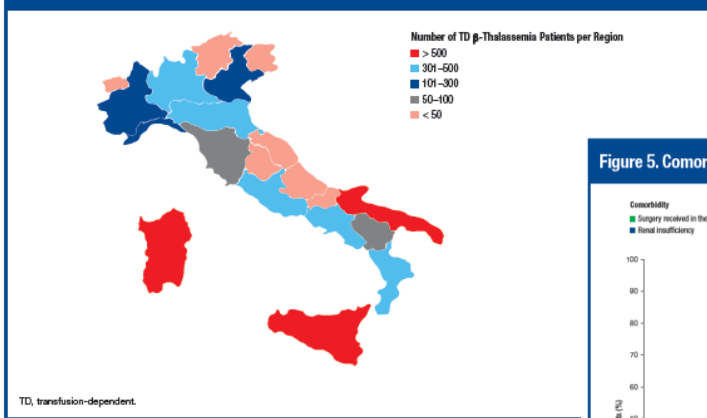 Number of TD β-Thalassemia Patients per Region
> 500
301–500
101–300
50–100
< 50
TD, transfusion-dependent.
Figure 5. Comor
Comorbidity
Surgery received in the
Renal insufficiency
100
90
80
70
60
(%)